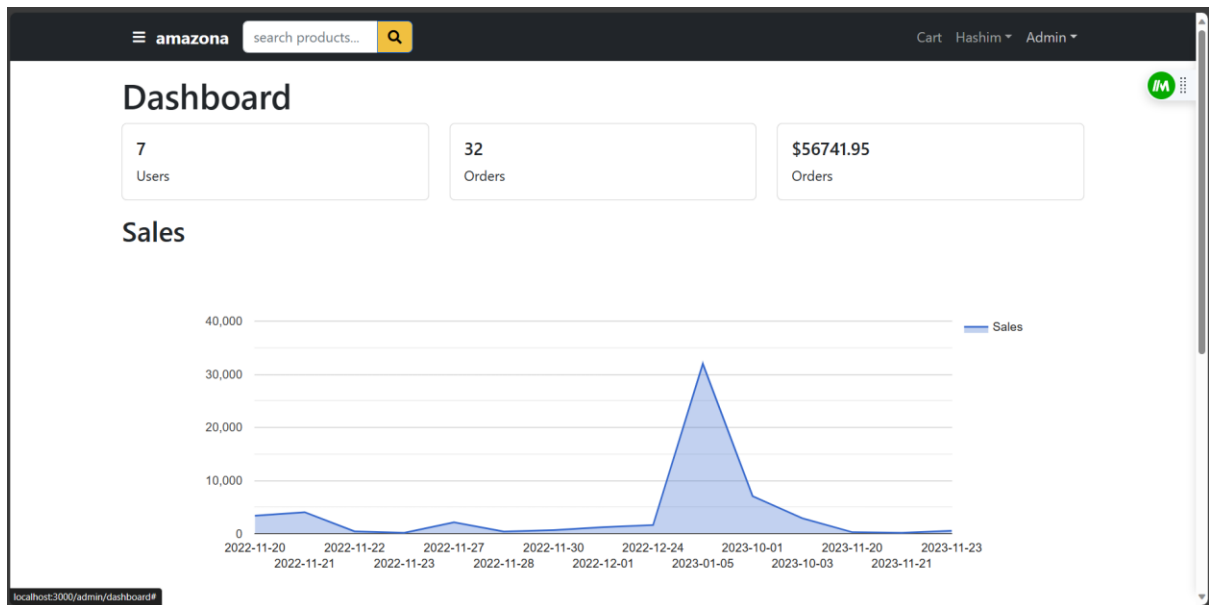 amazona search products... Cart Hashim Admin
Dashboard
7 32 $56741.95
Users Orders Orders
Sales
40,000
Sales
30,000
20,000
10,000
0
2022-11-20 2022-11-22 2022-11-27 2022-11-30 2022-12-24 2023-10-01 2023-11-20 2023-11-23
2022-11-21 2022-11-23 2022-11-28 2022-12-01 2023-01-05 2023-10-03 2023-11-21
localhost:3000/admin/dashboard#